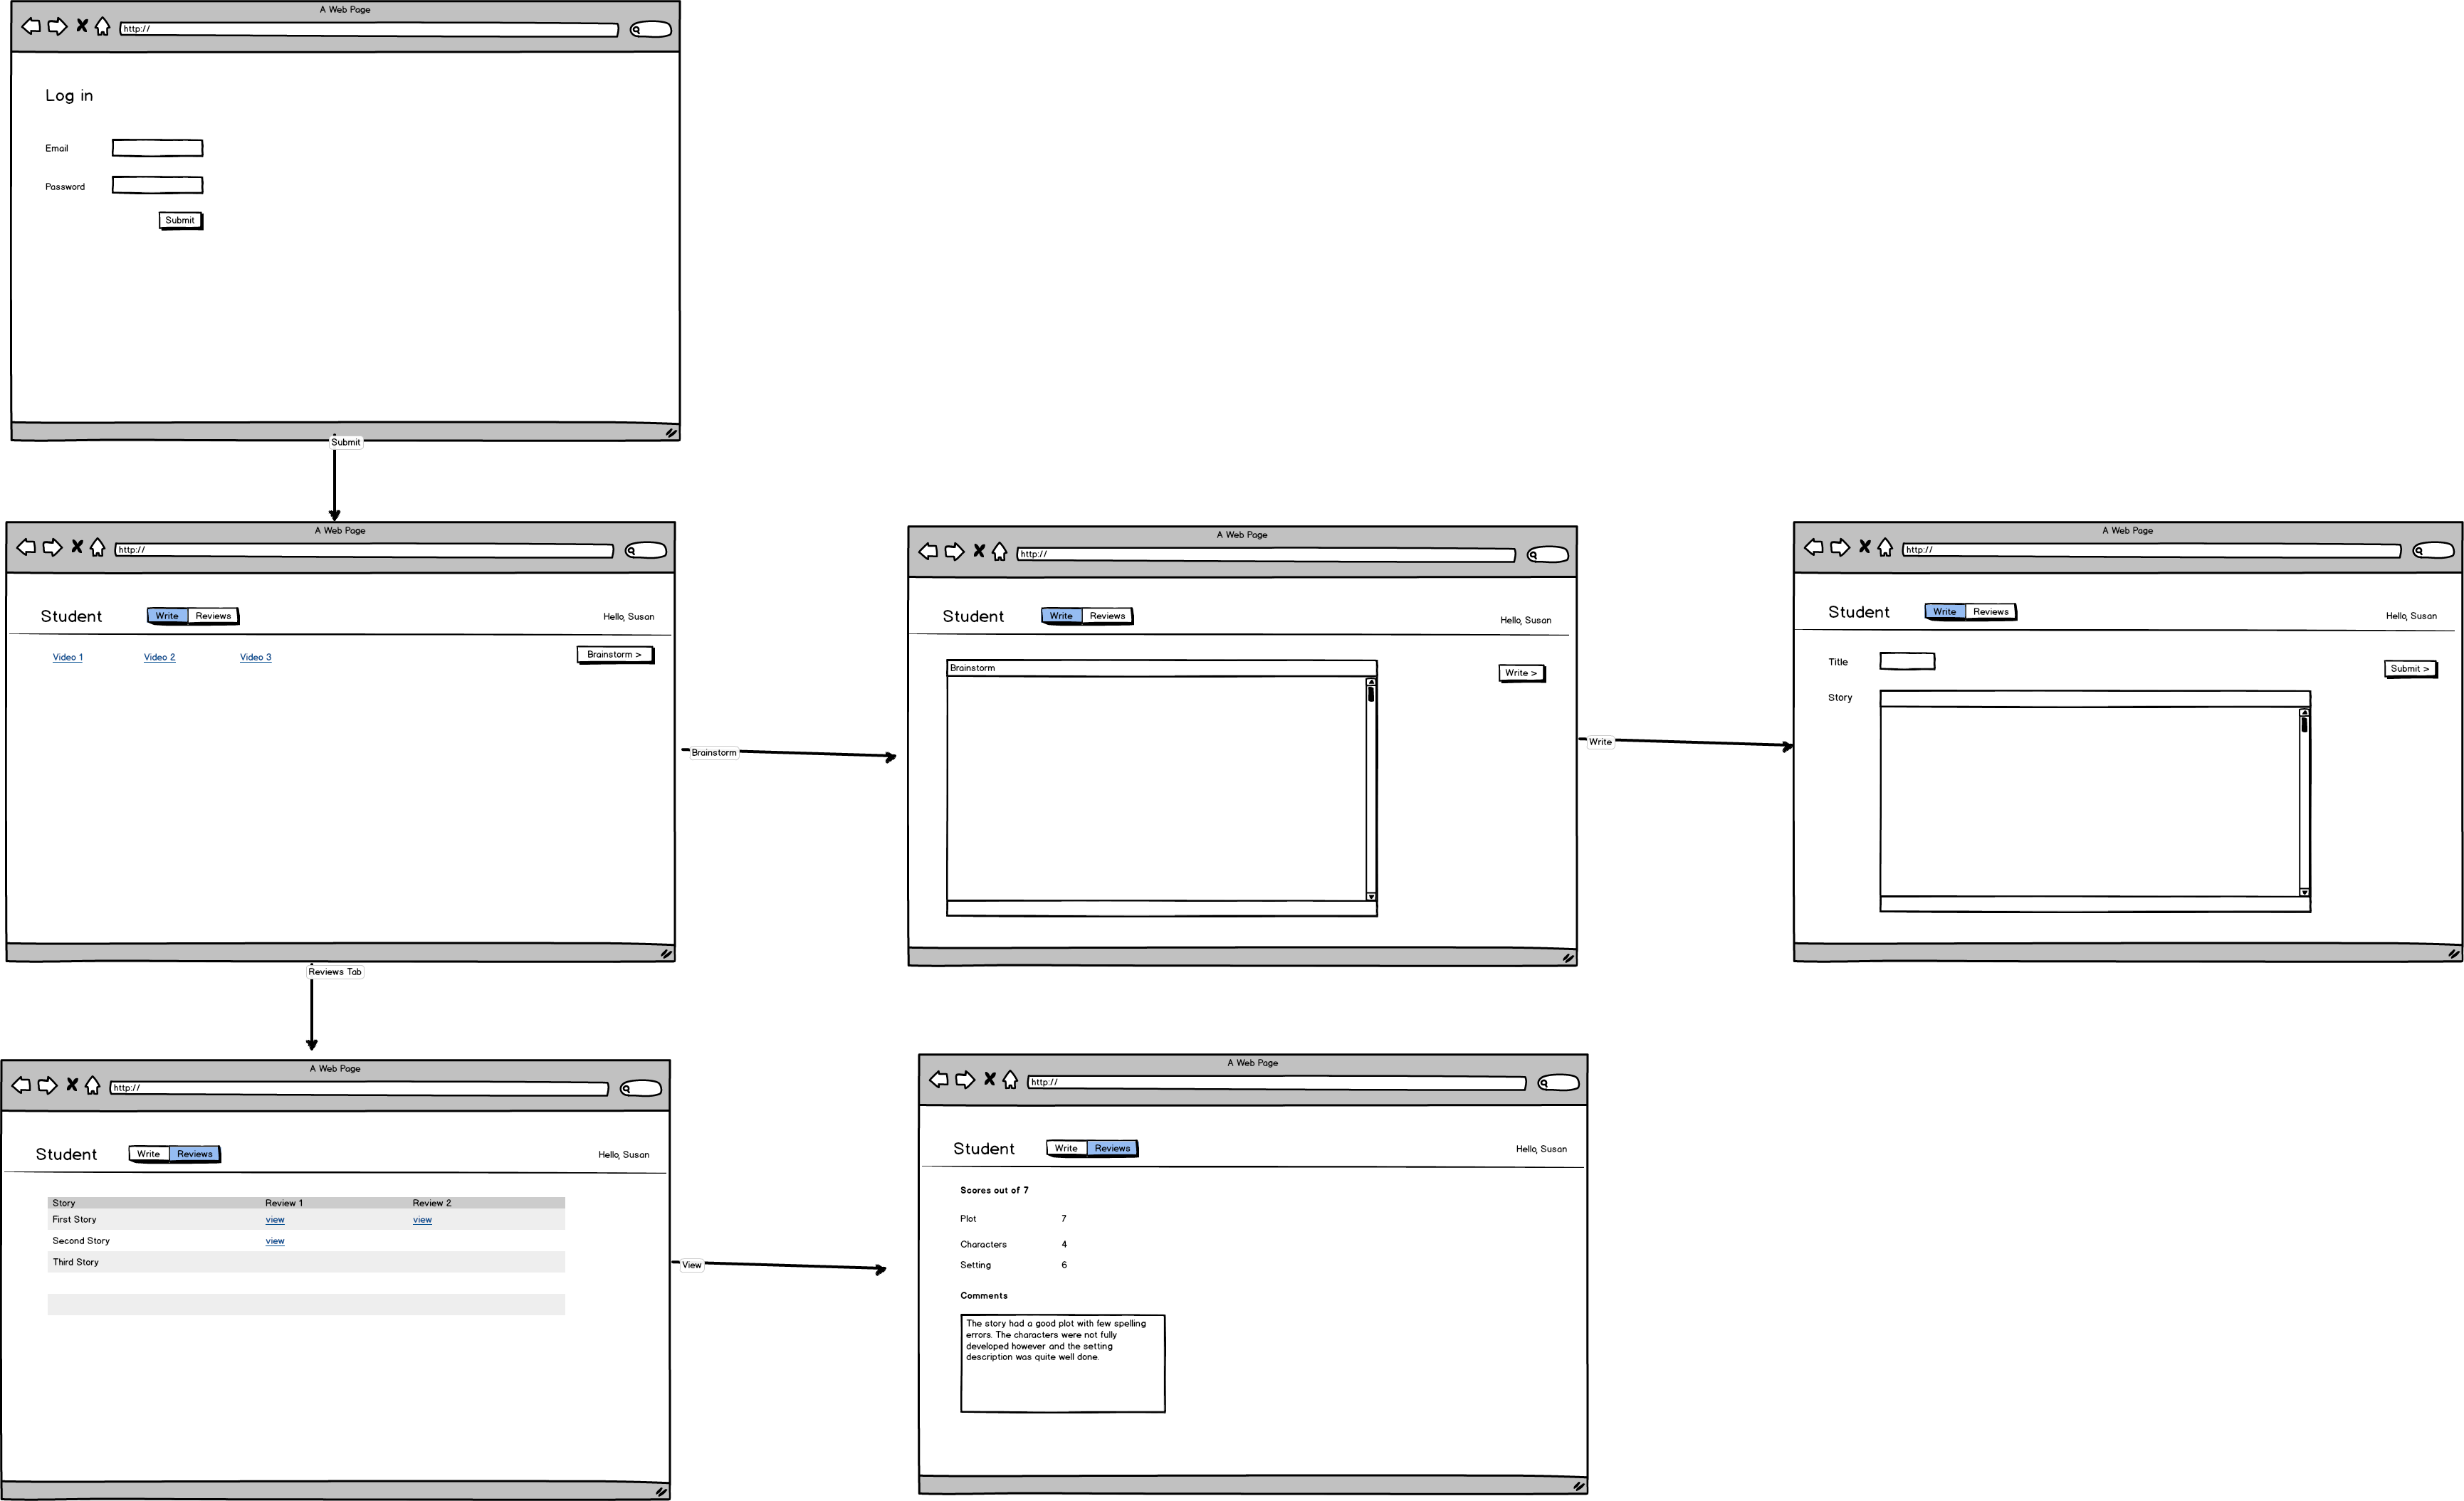 A Web Page
http://
Log in
Email
Password
Submit
Submit
A Web Page
http://
Student Write Reviews Hello, Susan
Video 1 Video 2 Video 3 Brainstorm >
Brainstorm
A Web Page
http://
Student Write Reviews Hello, Susan
Brainstorm
Write >
Write
A Web Page
http://
Student Write Reviews Hello, Susan
Title
Submit >
Story
Reviews Tab
A Web Page
http://
Student Write Reviews Hello, Susan
Story Review 1 Review 2
First Story view view
Second Story view
Third Story
View
A Web Page
http://
Student Write Reviews Hello, Susan
Scores out of 7
Plot 7
Characters 4
Setting 6
Comments
The story had a good plot with few spelling
errors. The characters were not fully
developed however and the setting
description was quite well done.